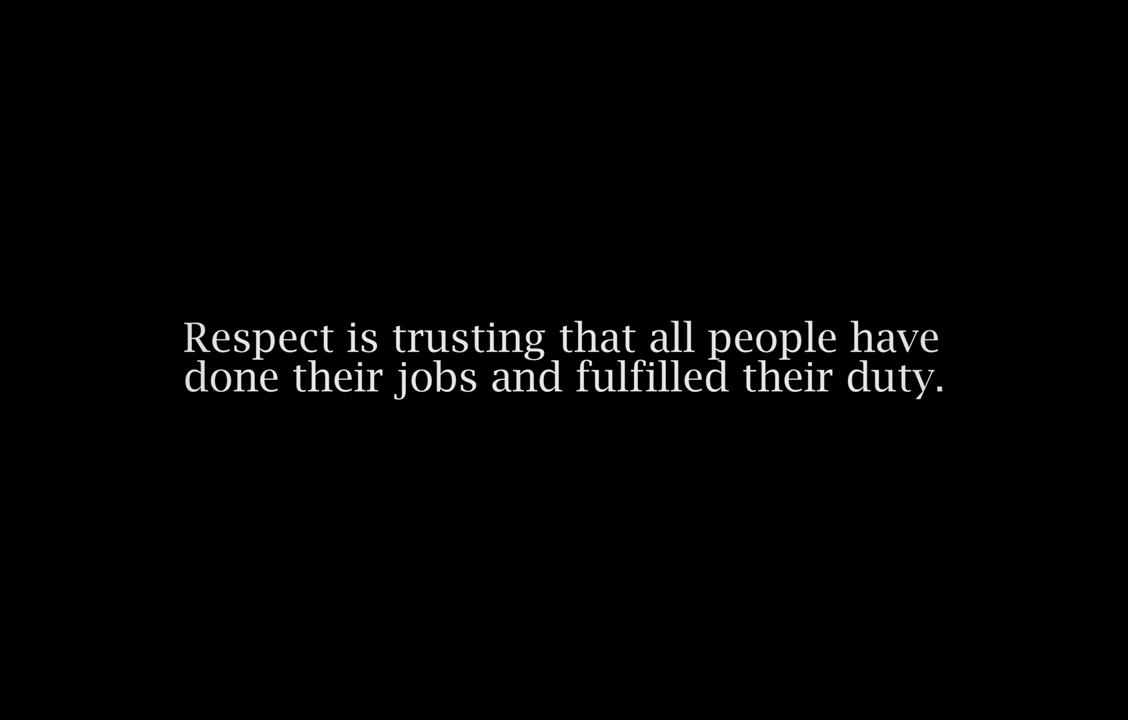 Respect is trusting that all people have
done their jobs and fulfilled their duty.